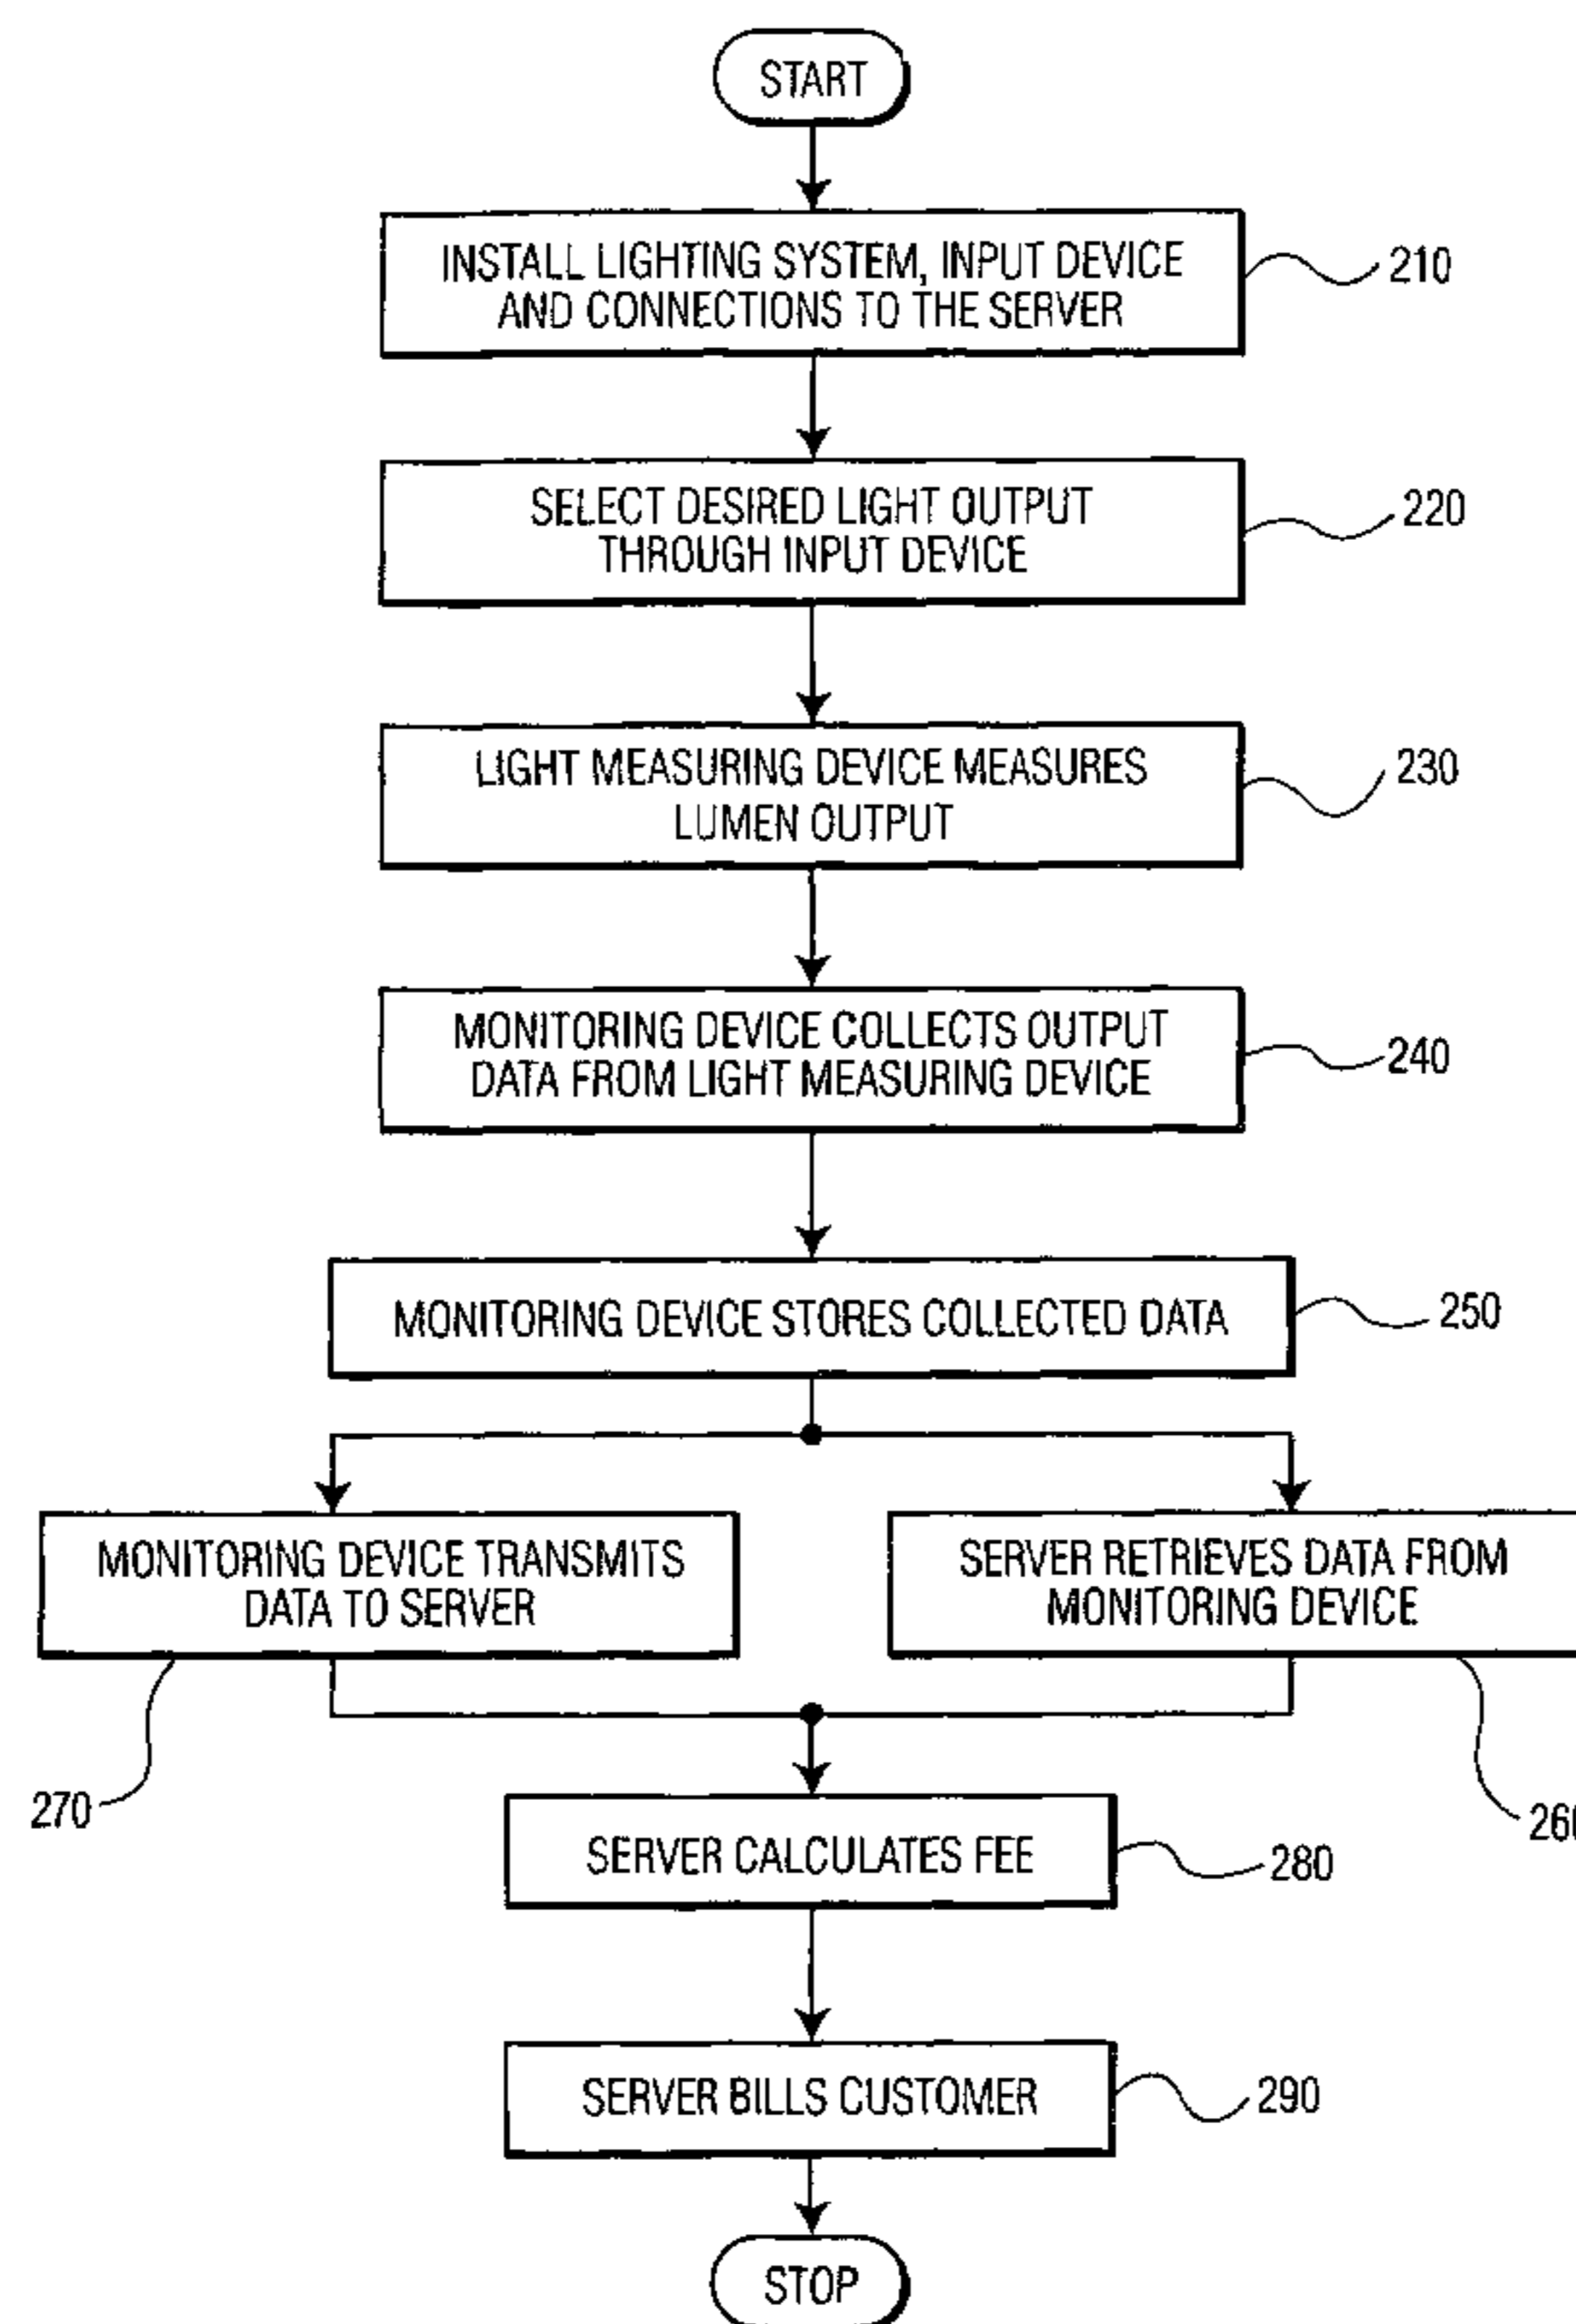 START
INSTALL LIGHTING SYSTEM, INPUT DEVICE
AND CONNECTIONS TO THE SERVER
210
SELECT DESIRED LIGHT OUTPUT
THROUGH INPUT DEVICE
220
LIGHT MEASURING DEVICE MEASURES
LUMEN OUTPUT
230
MONITORING DEVICE COLLECTS OUTPUT
DATA FROM LIGHT MEASURING DEVICE
240
MONITORING DEVICE STORES COLLECTED DATA
250
MONITORING DEVICE TRANSMITS
DATA TO SERVER
270
SERVER RETRIEVES DATA FROM
MONITORING DEVICE
260
SERVER CALCULATES FEE
280
SERVER BILLS CUSTOMER
290
STOP